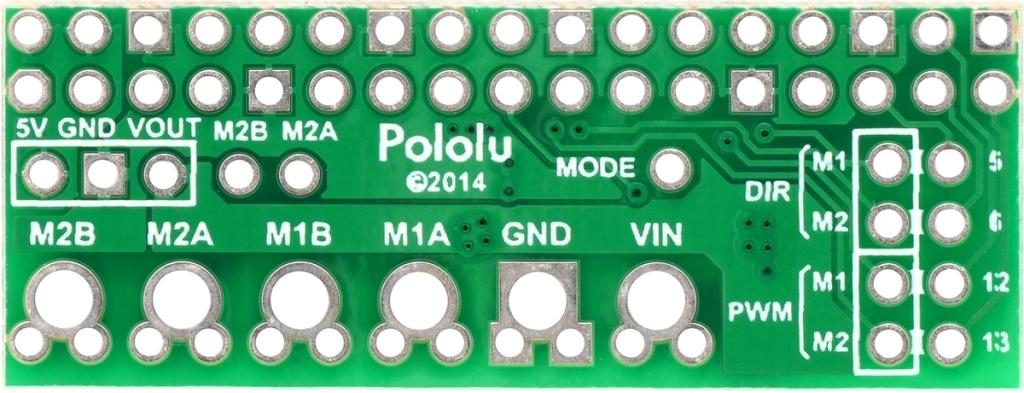 5V GND VOUT M2B M2A
Pololu
©2014
MODE
DIR
M1
M2
5
6
M2B M2A M1B M1A GND VIN
PWM
M1
M2
12
13